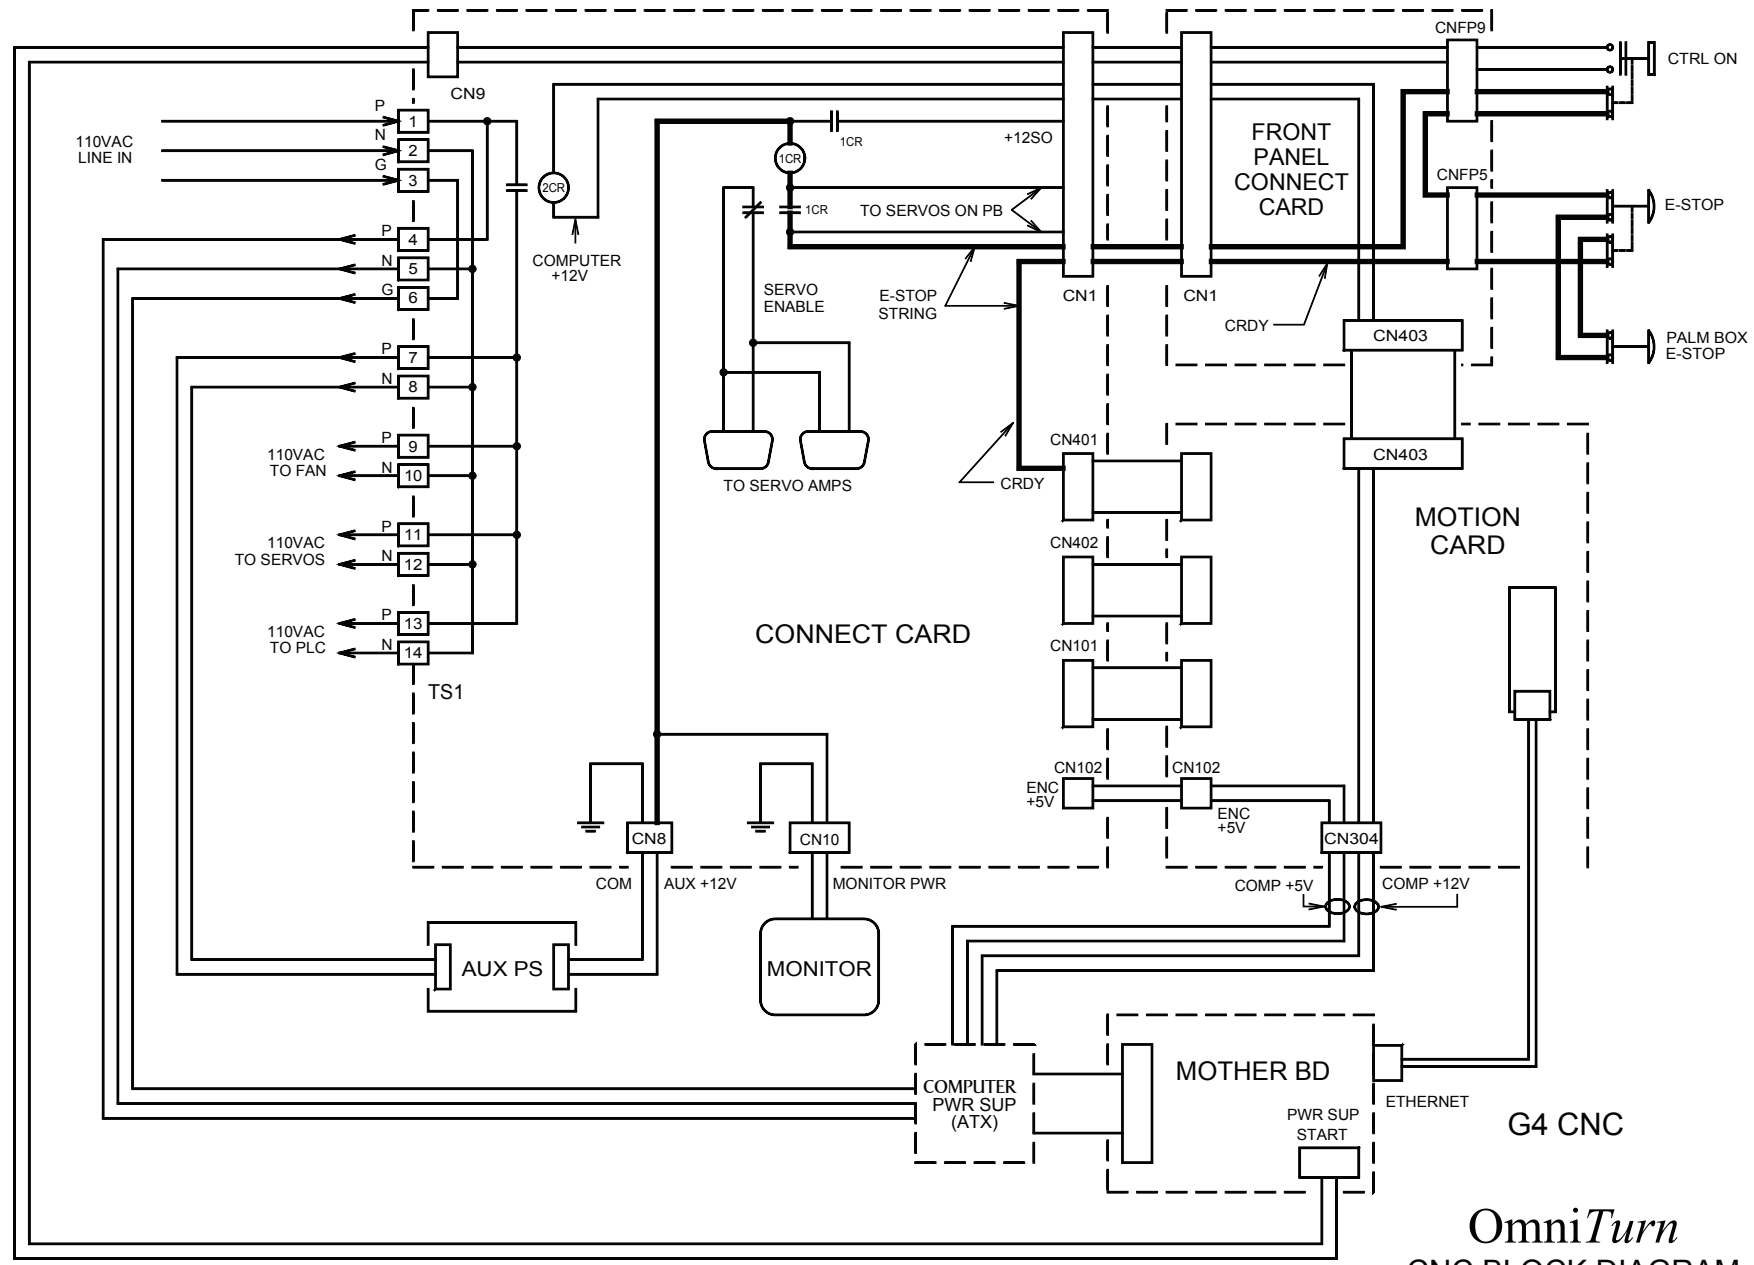 CNFP9
CTRL ON
CN9
P
1
110VAC
LINE IN
N
2
G
3
1CR
+12SO
FRONT
PANEL
CONNECT
CARD
1CR
2CR
CNFP5
1CR
TO SERVOS ON PB
E-STOP
P
4
N
5
G
6
COMPUTER
+12V
SERVO
ENABLE
E-STOP
STRING
CN1
CN1
CRDY
CN403
PALM BOX
E-STOP
P
7
N
8
110VAC
TO FAN
P
9
N
10
CN401
CN403
TO SERVO AMPS
CRDY
MOTION
CARD
110VAC
TO SERVOS
P
11
N
12
CN402
110VAC
TO PLC
P
13
N
14
CONNECT CARD
CN101
TS1
CN102
CN102
ENC
+5V
ENC
+5V
CN8
CN10
CN304
COM
AUX +12V
MONITOR PWR
COMP +5V
COMP +12V
AUX PS
MONITOR
COMPUTER
PWR SUP
(ATX)
MOTHER BD
ETHERNET
PWR SUP
START
G4 CNC
OmniTurn
CNC BLOCK DIAGRAM